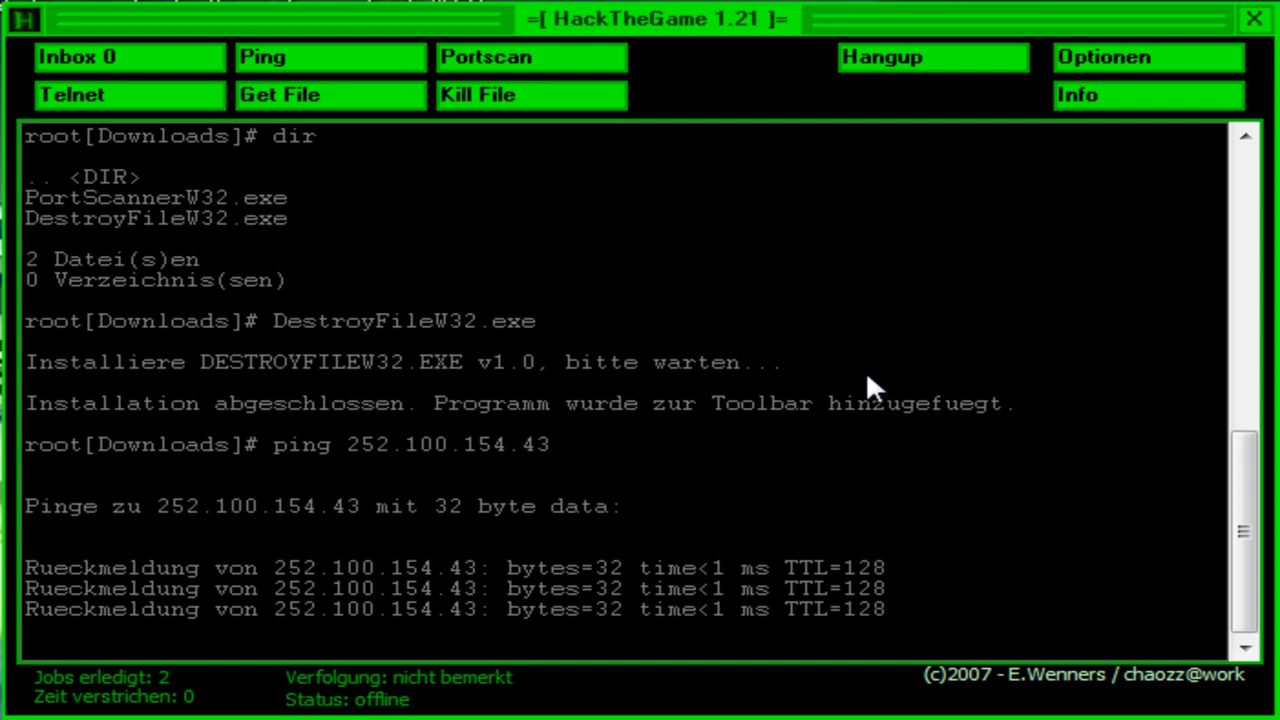 =[ HackTheGame 1.21 ]=
Inbox 0 Ping Portscan Hangup Optionen
Telnet Get File Kill File Info
root[Downloads]# dir
.. <DIR>
PortScannerW32.exe
DestroyFileW32.exe
2 Datei(s)en
0 Verzeichnis(sen)
root[Downloads]# DestroyFileW32.exe
Installiere DESTROYFILEW32.EXE v1.0, bitte warten...
Installation abgeschlossen. Programm wurde zur Toolbar hinzugefuegt.
root[Downloads]# ping 252.100.154.43
Pinge zu 252.100.154.43 mit 32 byte data:
Rueckmeldung von 252.100.154.43: bytes=32 time<1 ms TTL=128
Rueckmeldung von 252.100.154.43: bytes=32 time<1 ms TTL=128
Rueckmeldung von 252.100.154.43: bytes=32 time<1 ms TTL=128
Jobs erledigt: 2 Verfolgung: nicht bemerkt (c)2007 - E.Wenners / chaozz@work
Zeit verstrichen: 0 Status: offline